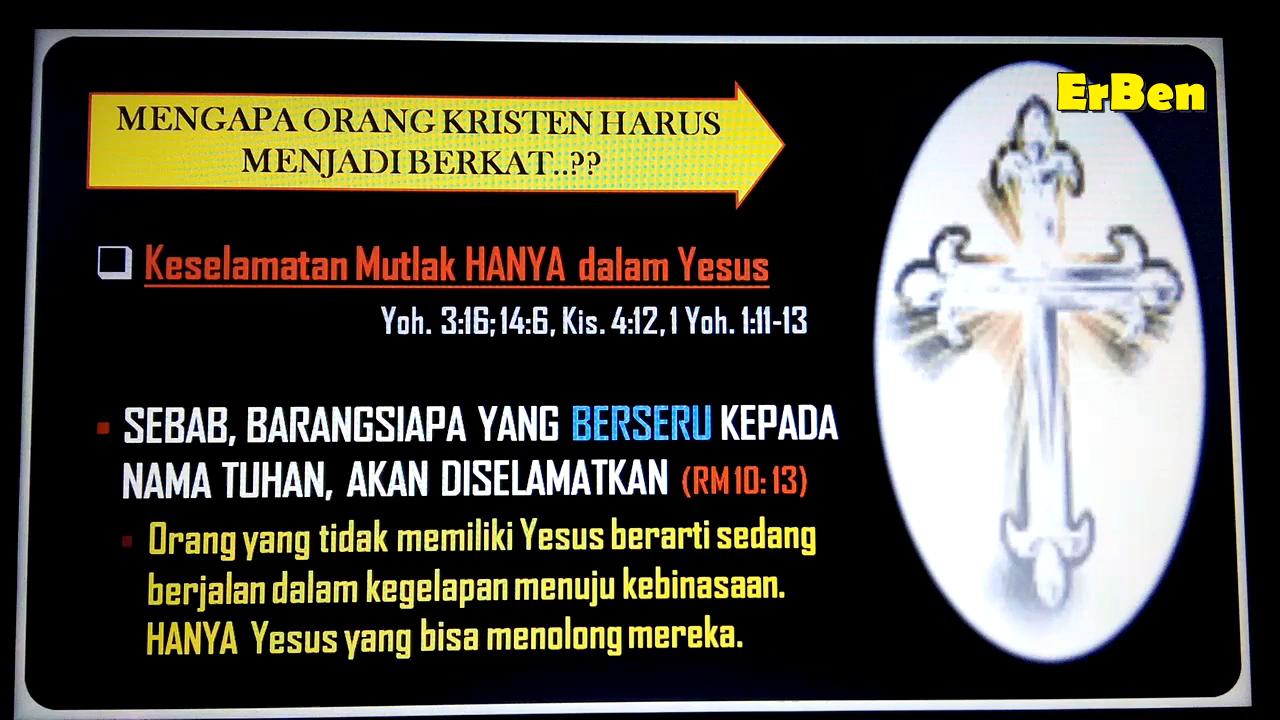 ErBen
MENGAPA ORANG KRISTEN HARUS
MENJADI BERKAT..??
Keselamatan Mutlak HANYA dalam Yesus
Yoh. 3:16; 14:6, Kis. 4:12, 1 Yoh. 1:11-13
SEBAB, BARANGSIAPA YANG BERSERU KEPADA
NAMA TUHAN, AKAN DISELAMATKAN (RM 10: 13)
Orang yang tidak memiliki Yesus berarti sedang
berjalan dalam kegelapan menuju kebinasaan.
HANYA Yesus yang bisa menolong mereka.